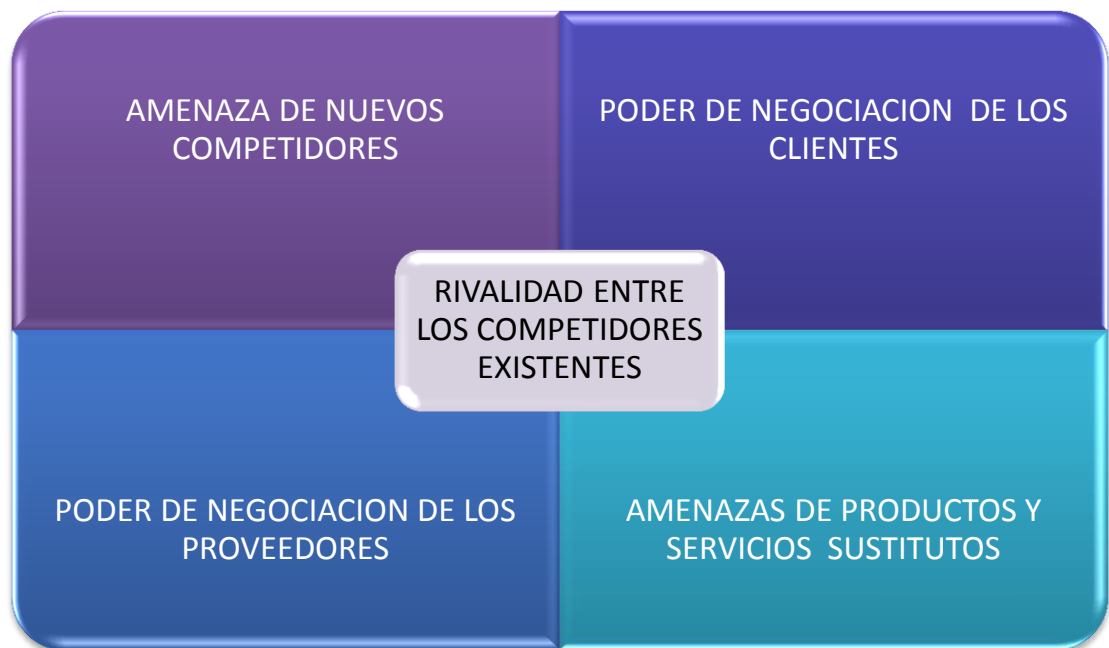 AMENAZA DE NUEVOS
COMPETIDORES
PODER DE NEGOCIACION  DE LOS
CLIENTES
RIVALIDAD ENTRE
LOS COMPETIDORES
EXISTENTES
PODER DE NEGOCIACION DE LOS
PROVEEDORES
AMENAZAS DE PRODUCTOS Y
SERVICIOS  SUSTITUTOS